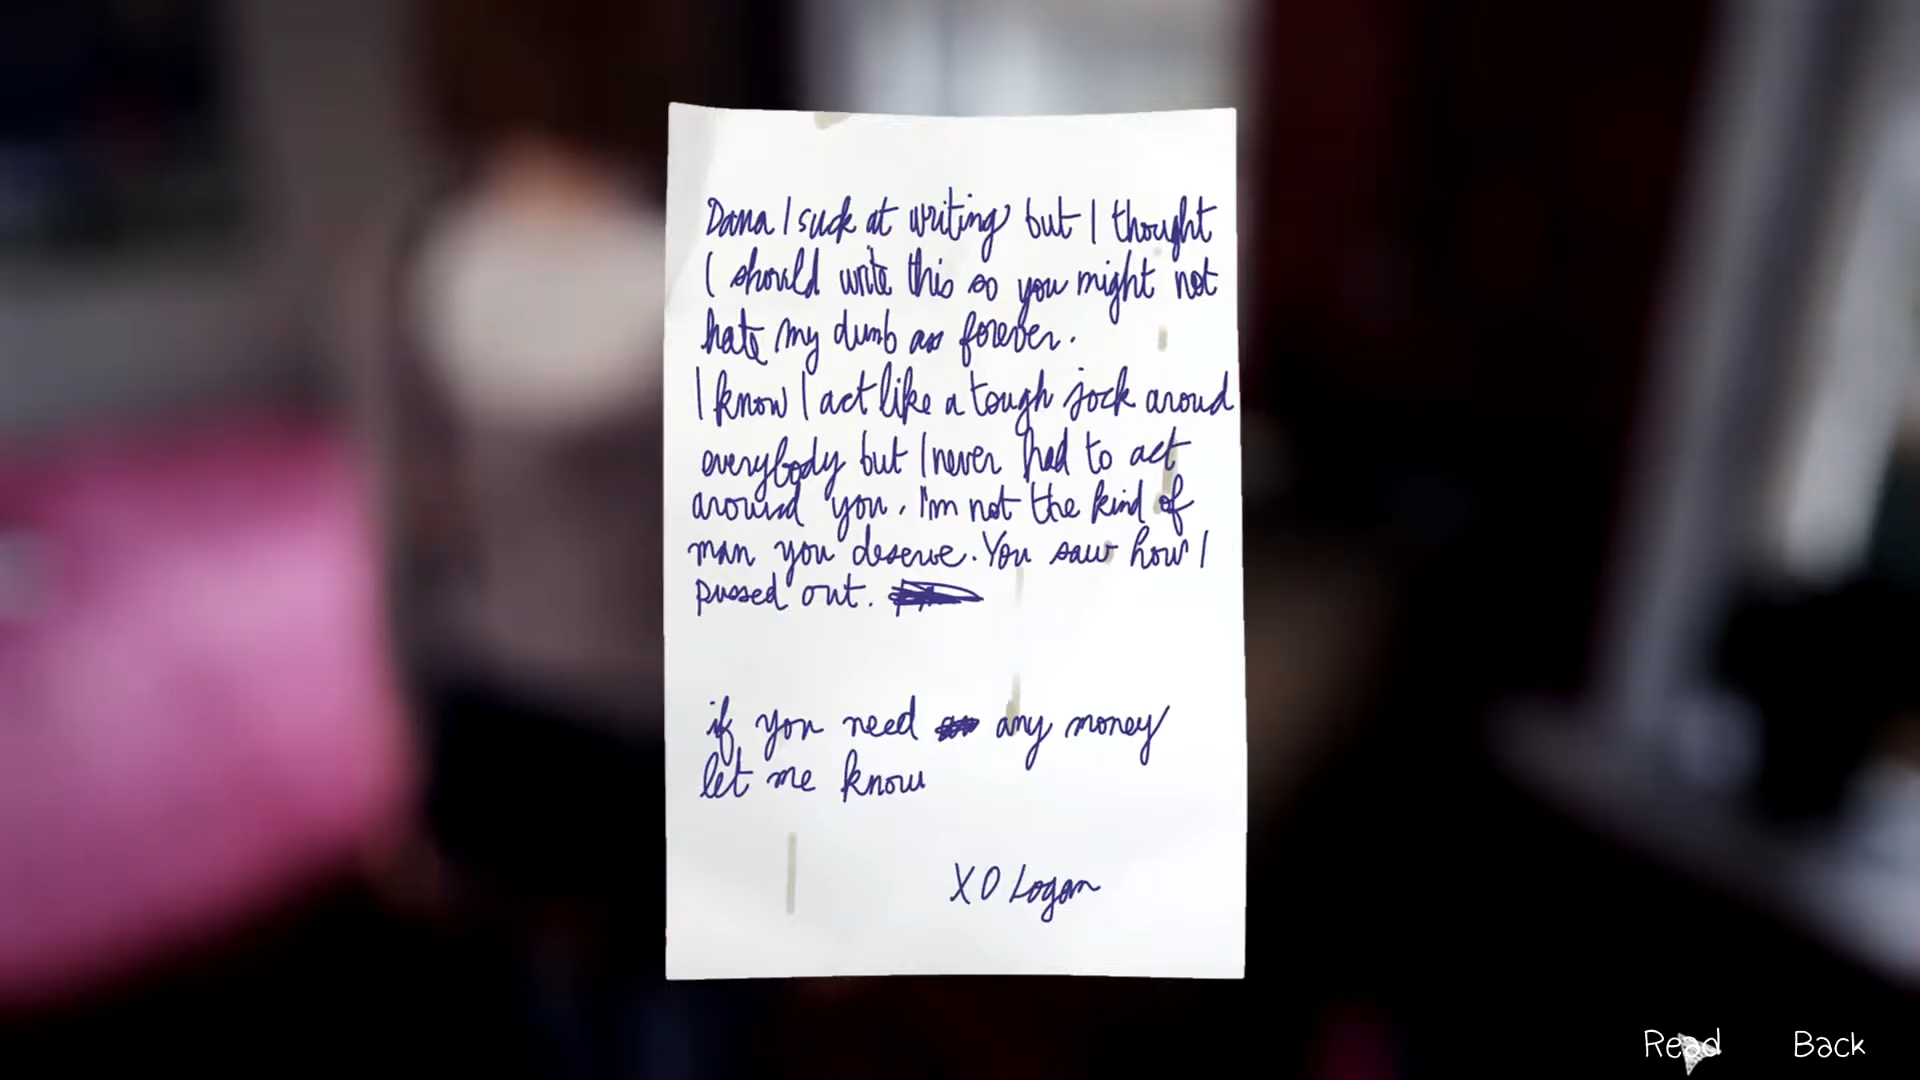 Dana I suck at writing but I thought
I should write this so you might not
hate my dumb ass forever.
I know I act like a tough jock aroud
everybody but I never had to act
around you. I'm not the kind of
man you deserve. You saw how I
pussed out.
if you need any money
let me know
XO Logan
Read Back